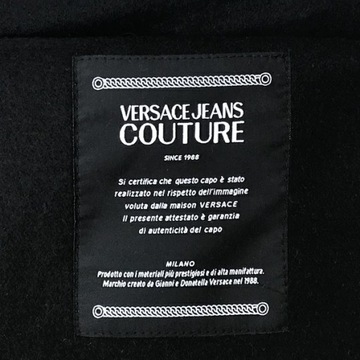 VERSACE JEANS
COUTURE
SINCE 1988
Si certifica che questo capo è stato
realizzato nel rispetto dell'immagine
voluta dalla maison VERSACE
Il presente attestato è garanzia
di autenticità del capo
MILANO
Prodotto con i materiali più prestigiosi e di alta manifattura.
Marchio creato da Gianni e Donatella Versace nel 1988.